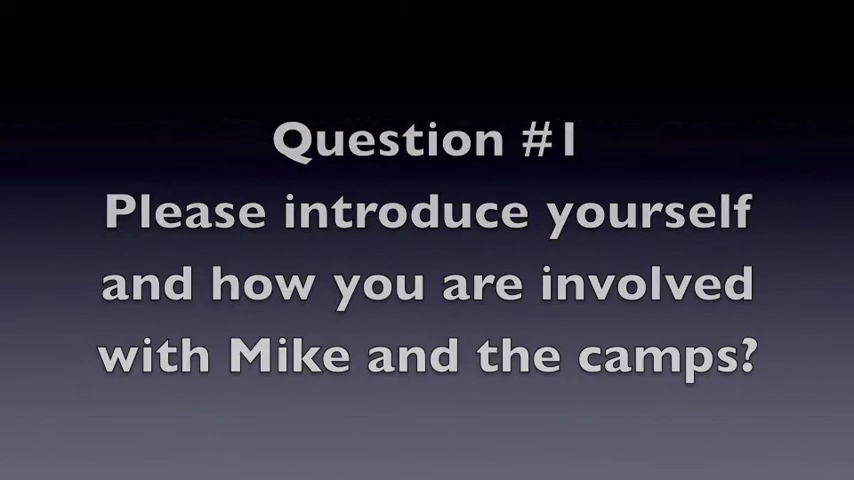 Question #1
Please introduce yourself
and how you are involved
with Mike and the camps?